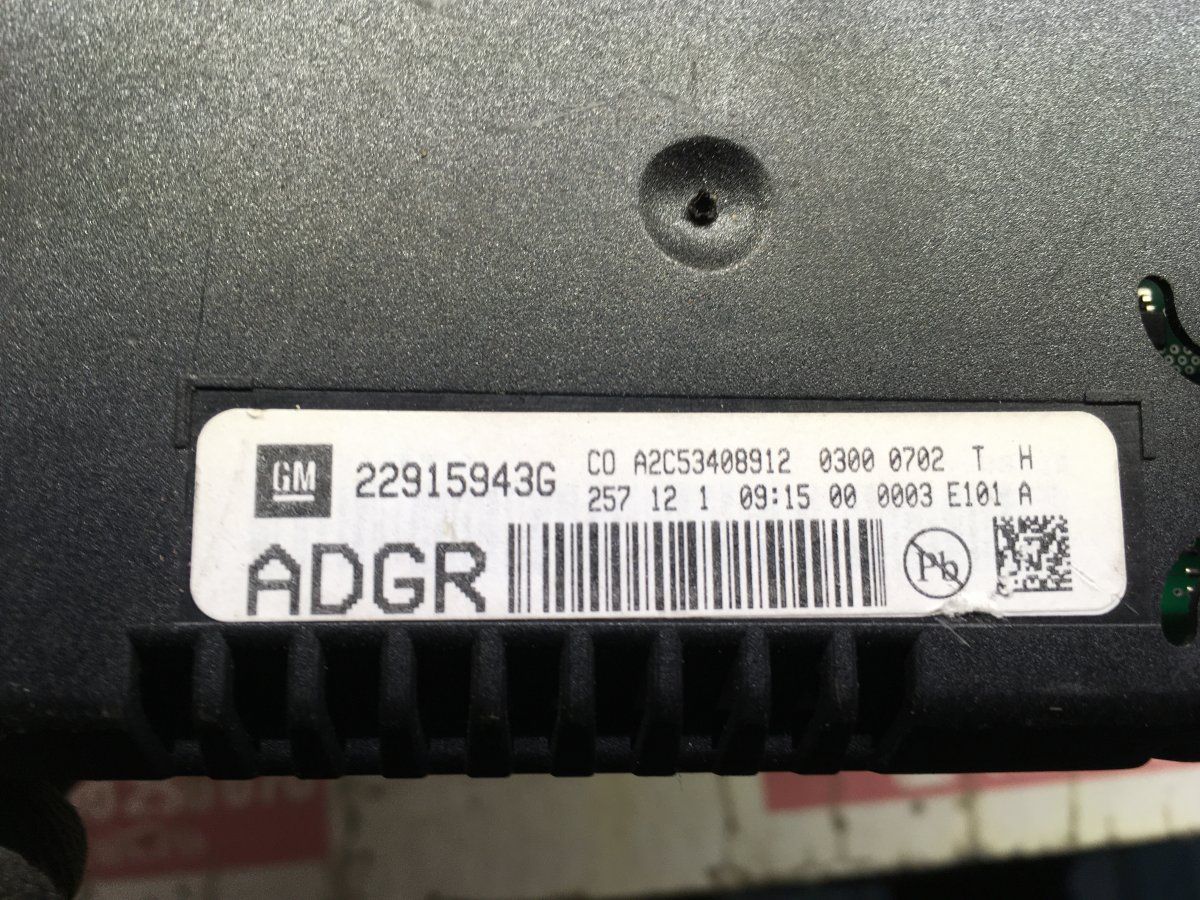 GM 22915943G
CO A2C53408912 0300 0702 T H
257 12 1 09:15 00 0003 E101 A
ADGR
Pb